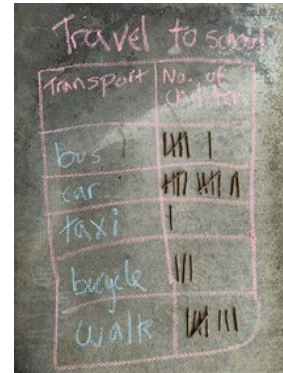 Travel to school
Transport No. of
children
bus
car
taxi
bicycle
walk